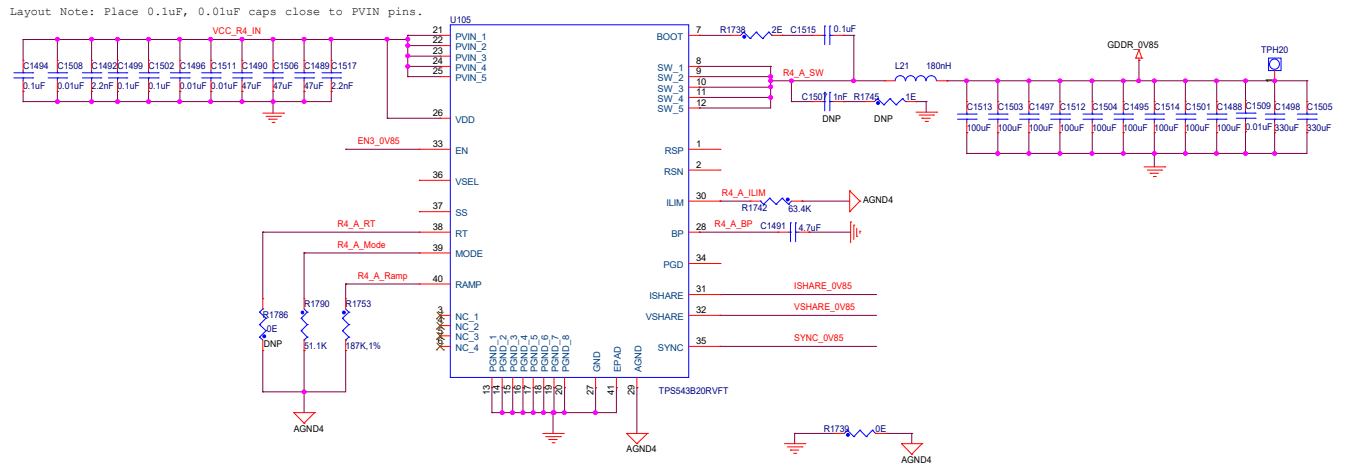 Layout Note: Place 0.1uF, 0.01uF caps close to PVIN pins.
U105
VCC_R4_IN
C1494 0.1uF
C1508 0.01uF
C1492 2.2nF
C1499 0.1uF
C1502 0.1uF
C1496 0.01uF
C1511 0.01uF
C1490 47uF
C1506 47uF
C1489 47uF
C1517 2.2nF
21 PVIN_1
22 PVIN_2
23 PVIN_3
24 PVIN_4
25 PVIN_5
26 VDD
EN3_0V85 33 EN
36 VSEL
37 SS
R4_A_RT 38 RT
R4_A_Mode 39 MODE
R4_A_Ramp 40 RAMP
R1786 0E DNP
R1790 51.1K
R1753 187K,1%
AGND4
3 NC_1
4 NC_2
5 NC_3
6 NC_4
13 PGND_1
14 PGND_2
15 PGND_3
16 PGND_4
17 PGND_5
18 PGND_6
19 PGND_7
20 PGND_8
27 GND
41 EPAD
29 AGND
AGND4
TPS543B20RVFT
BOOT 7
R1738 2E
C1515 0.1uF
SW_1 8
SW_2 9
SW_3 10
SW_4 11
SW_5 12
R4_A_SW
C1507 1nF DNP
R1745 1E DNP
L21 180nH
GDDR_0V85
TPH20
C1513 100uF
C1503 100uF
C1497 100uF
C1512 100uF
C1504 100uF
C1495 100uF
C1514 100uF
C1501 100uF
C1488 100uF
C1509 0.01uF
C1498 330uF
C1505 330uF
RSP 1
RSN 2
ILIM 30 R4_A_ILIM
R1742 63.4K
AGND4
BP 28 R4_A_BP
C1491 4.7uF
PGD 34
ISHARE 31 ISHARE_0V85
VSHARE 32 VSHARE_0V85
SYNC 35 SYNC_0V85
R1739 0E
AGND4